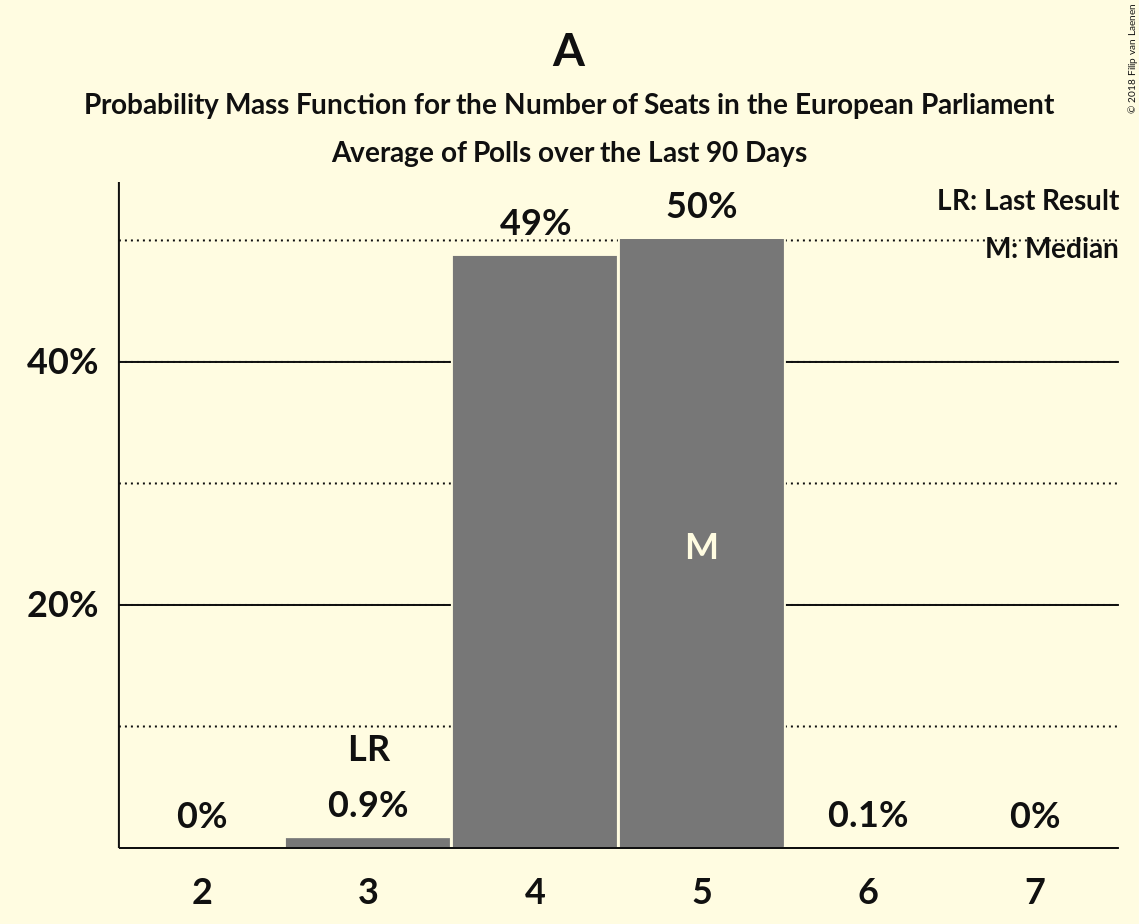 A
Probability Mass Function for the Number of Seats in the European Parliament
Average of Polls over the Last 90 Days
© 2018 Filip van Laenen
LR: Last Result
M: Median
49%
50%
40%
M
20%
LR
0%
0.9%
0.1%
0%
2
3
4
5
6
7